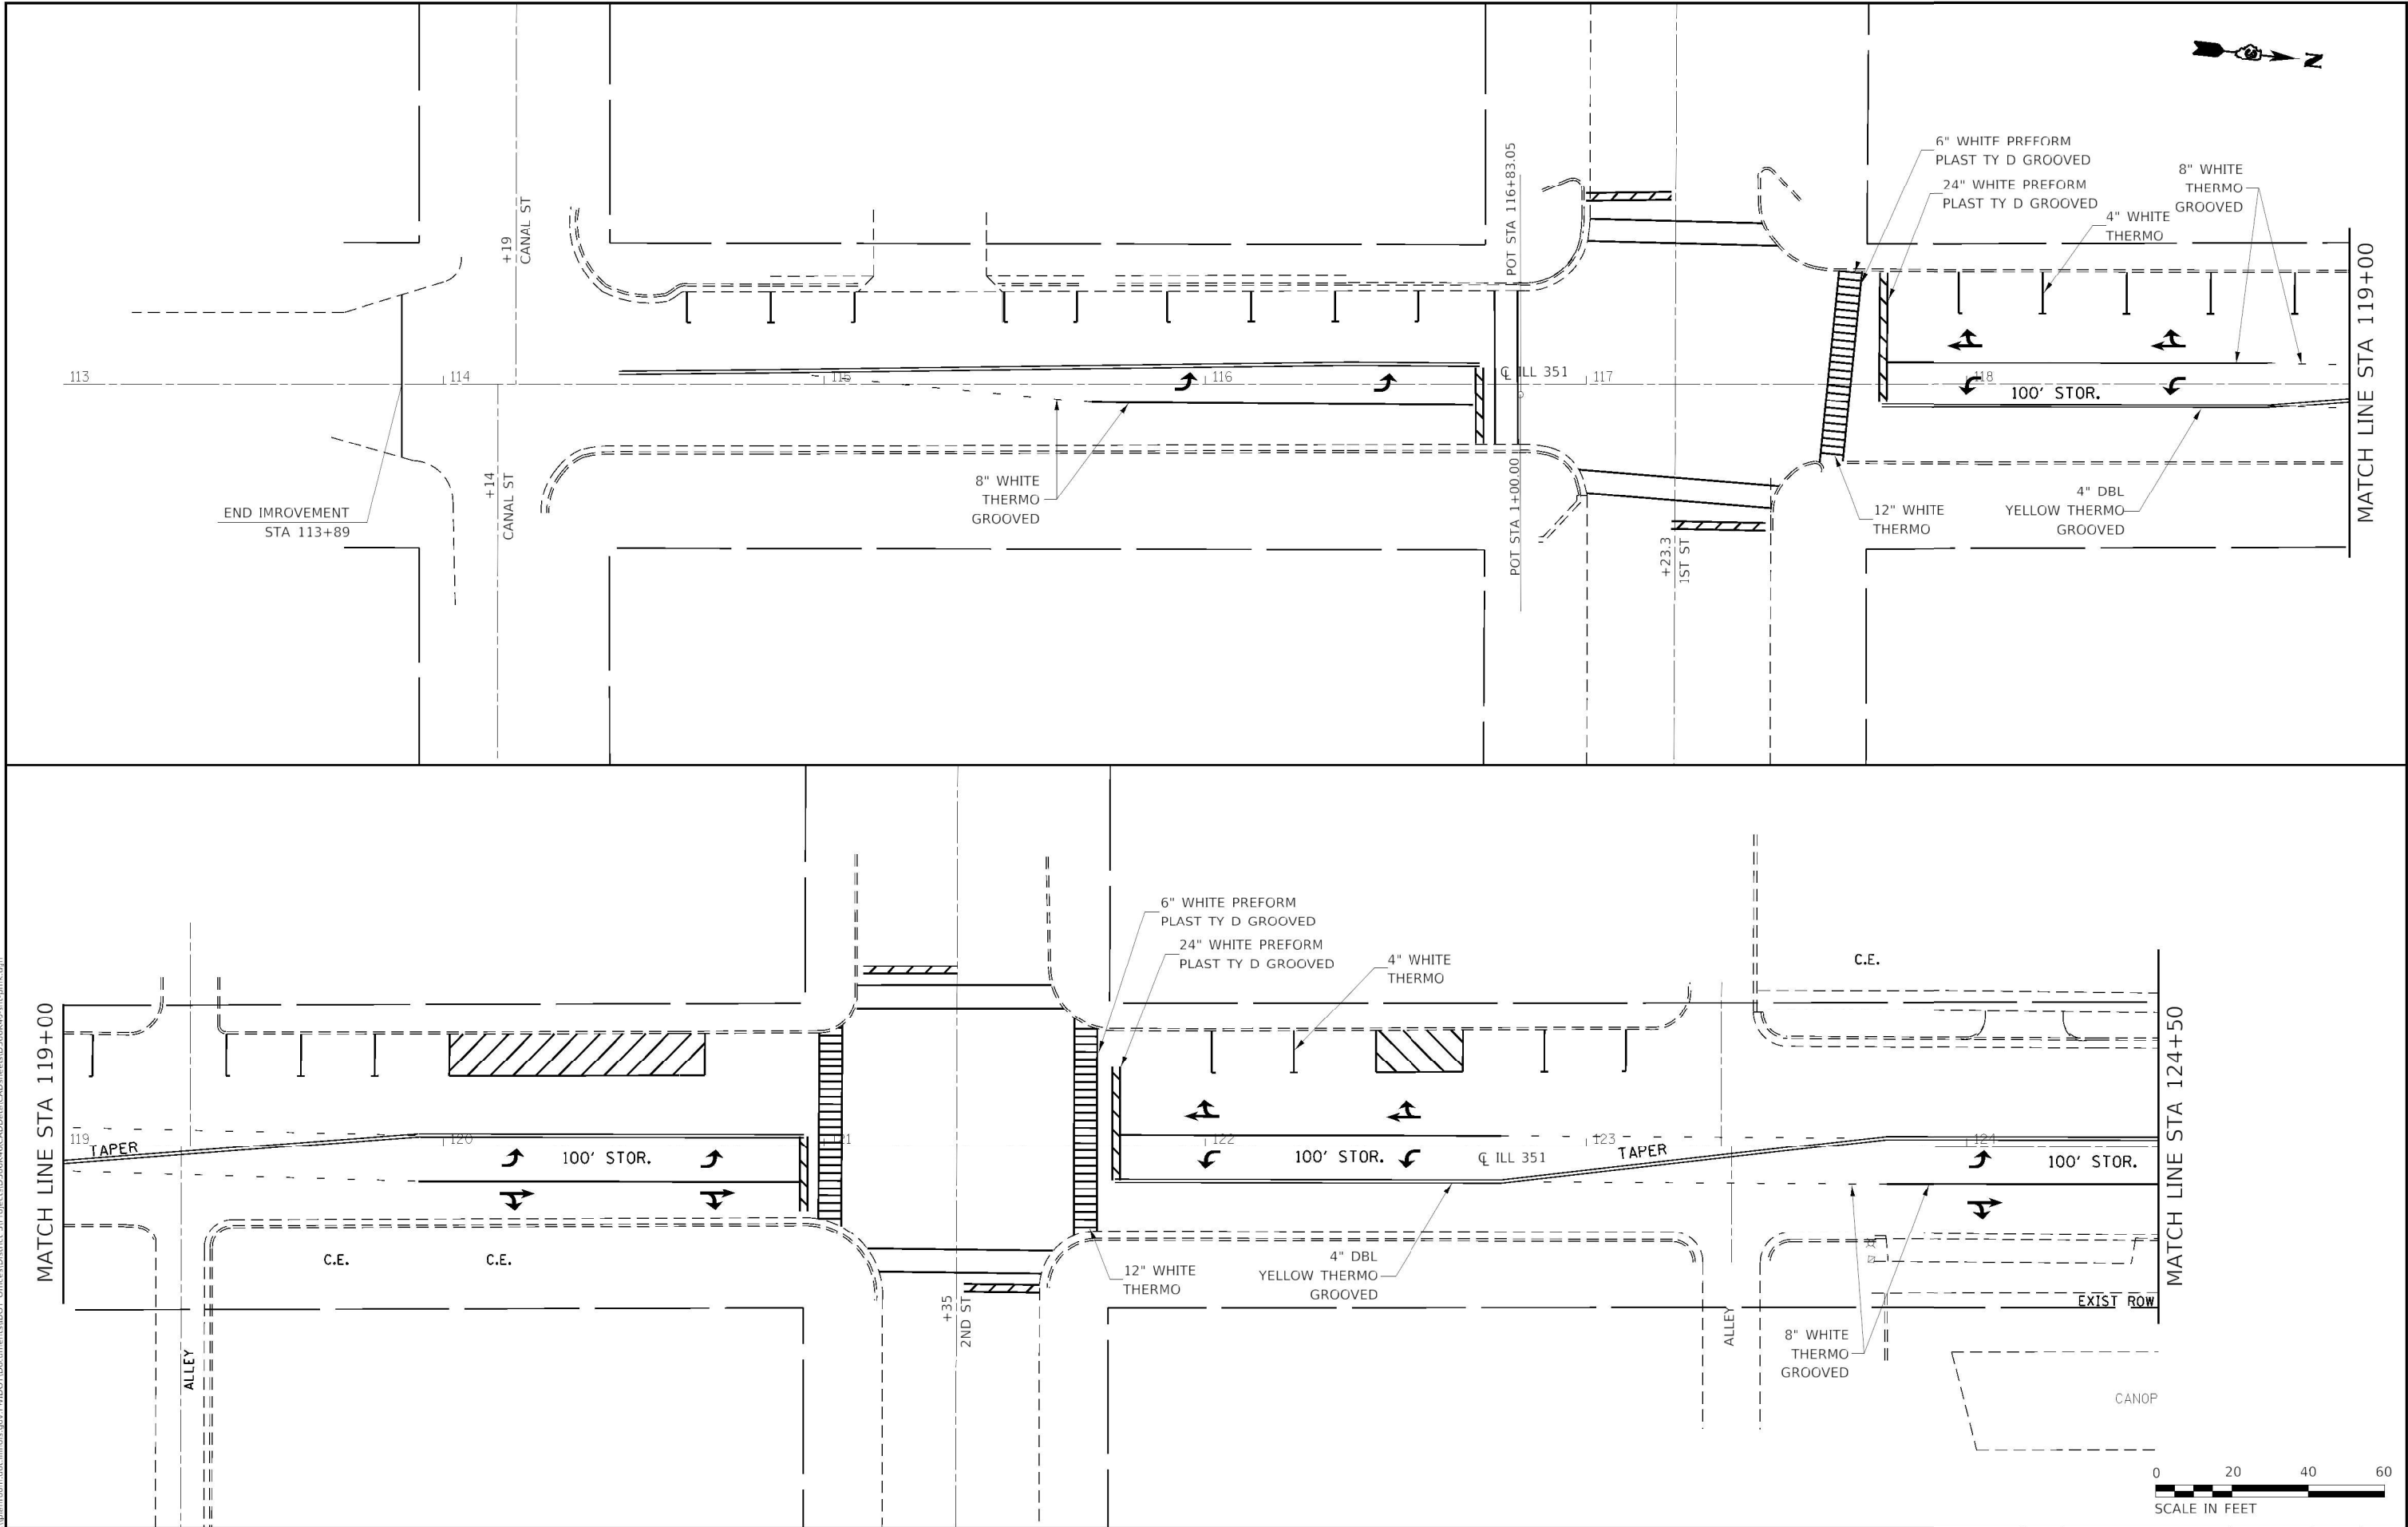 N
6" WHITE PREFORM
PLAST TY D GROOVED
24" WHITE PREFORM
PLAST TY D GROOVED
4" WHITE
THERMO
8" WHITE
THERMO
GROOVED
MATCH LINE STA 119+00
+19
CANAL ST
POT STA 116+83.05
113
114
115
116
℄ ILL 351
117
118
100' STOR.
8" WHITE
THERMO
GROOVED
+14
CANAL ST
END IMROVEMENT
STA 113+89
POT STA 1+00.00
+23.3
1ST ST
12" WHITE
THERMO
4" DBL
YELLOW THERMO
GROOVED
6" WHITE PREFORM
PLAST TY D GROOVED
24" WHITE PREFORM
PLAST TY D GROOVED
4" WHITE
THERMO
C.E.
MATCH LINE STA 119+00
MATCH LINE STA 124+50
119
TAPER
120
100' STOR.
121
122
100' STOR.
℄ ILL 351
123
TAPER
124
100' STOR.
C.E.
C.E.
ALLEY
+35
2ND ST
12" WHITE
THERMO
4" DBL
YELLOW THERMO
GROOVED
ALLEY
8" WHITE
THERMO
GROOVED
EXIST ROW
CANOP
0 20 40 60
SCALE IN FEET